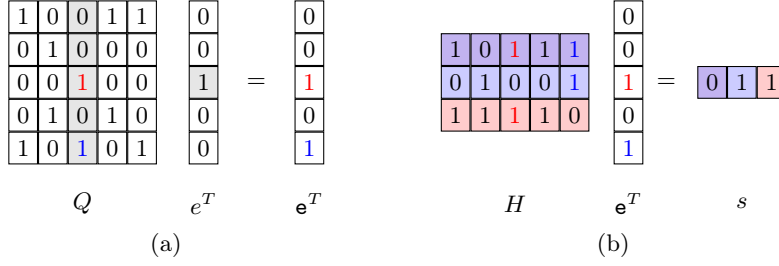 1 0 0 1 1 0 0
0 1 0 0 0 0 0
0 0 1 0 0 1 = 1
0 1 0 1 0 0 0
1 0 1 0 1 0 1
Q e^T e^T
(a)
0
1 0 1 1 1 0
0 1 0 0 1 1 = 0 1 1
1 1 1 1 0 0
1
H e^T s
(b)